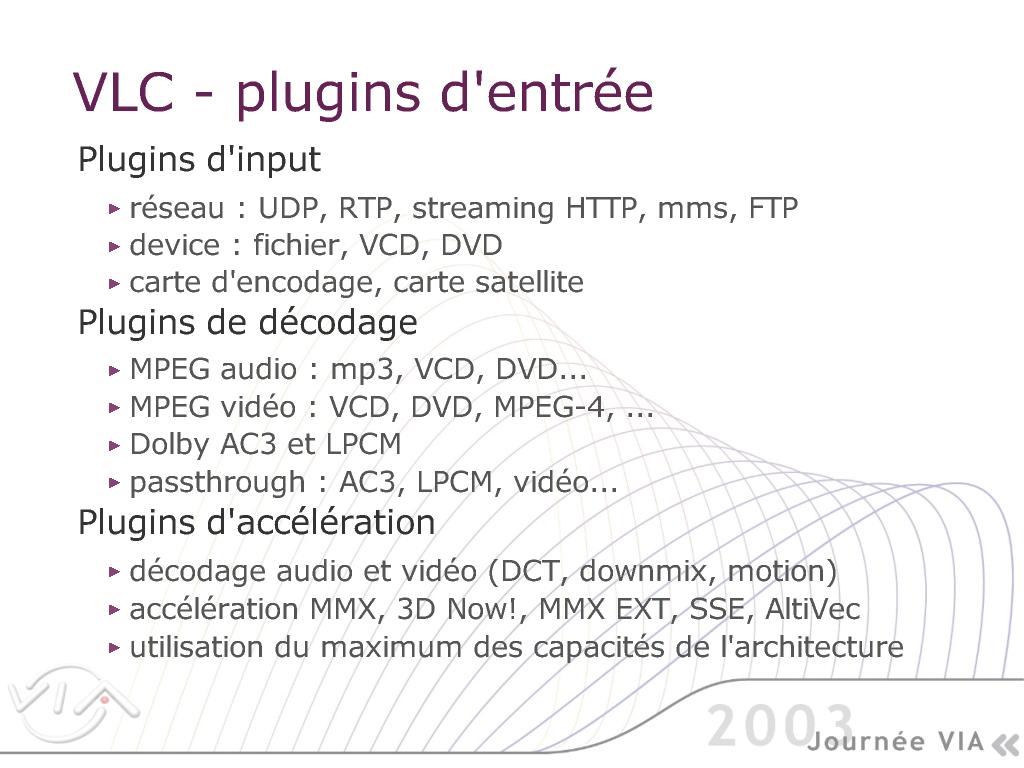 VLC - plugins d'entrée
Plugins d'input
réseau : UDP, RTP, streaming HTTP, mms, FTP
device : fichier, VCD, DVD
carte d'encodage, carte satellite
Plugins de décodage
MPEG audio : mp3, VCD, DVD...
MPEG vidéo : VCD, DVD, MPEG-4, ...
Dolby AC3 et LPCM
passthrough : AC3, LPCM, vidéo...
Plugins d'accélération
décodage audio et vidéo (DCT, downmix, motion)
accélération MMX, 3D Now!, MMX EXT, SSE, AltiVec
utilisation du maximum des capacités de l'architecture
VIA
2003
Journée VIA